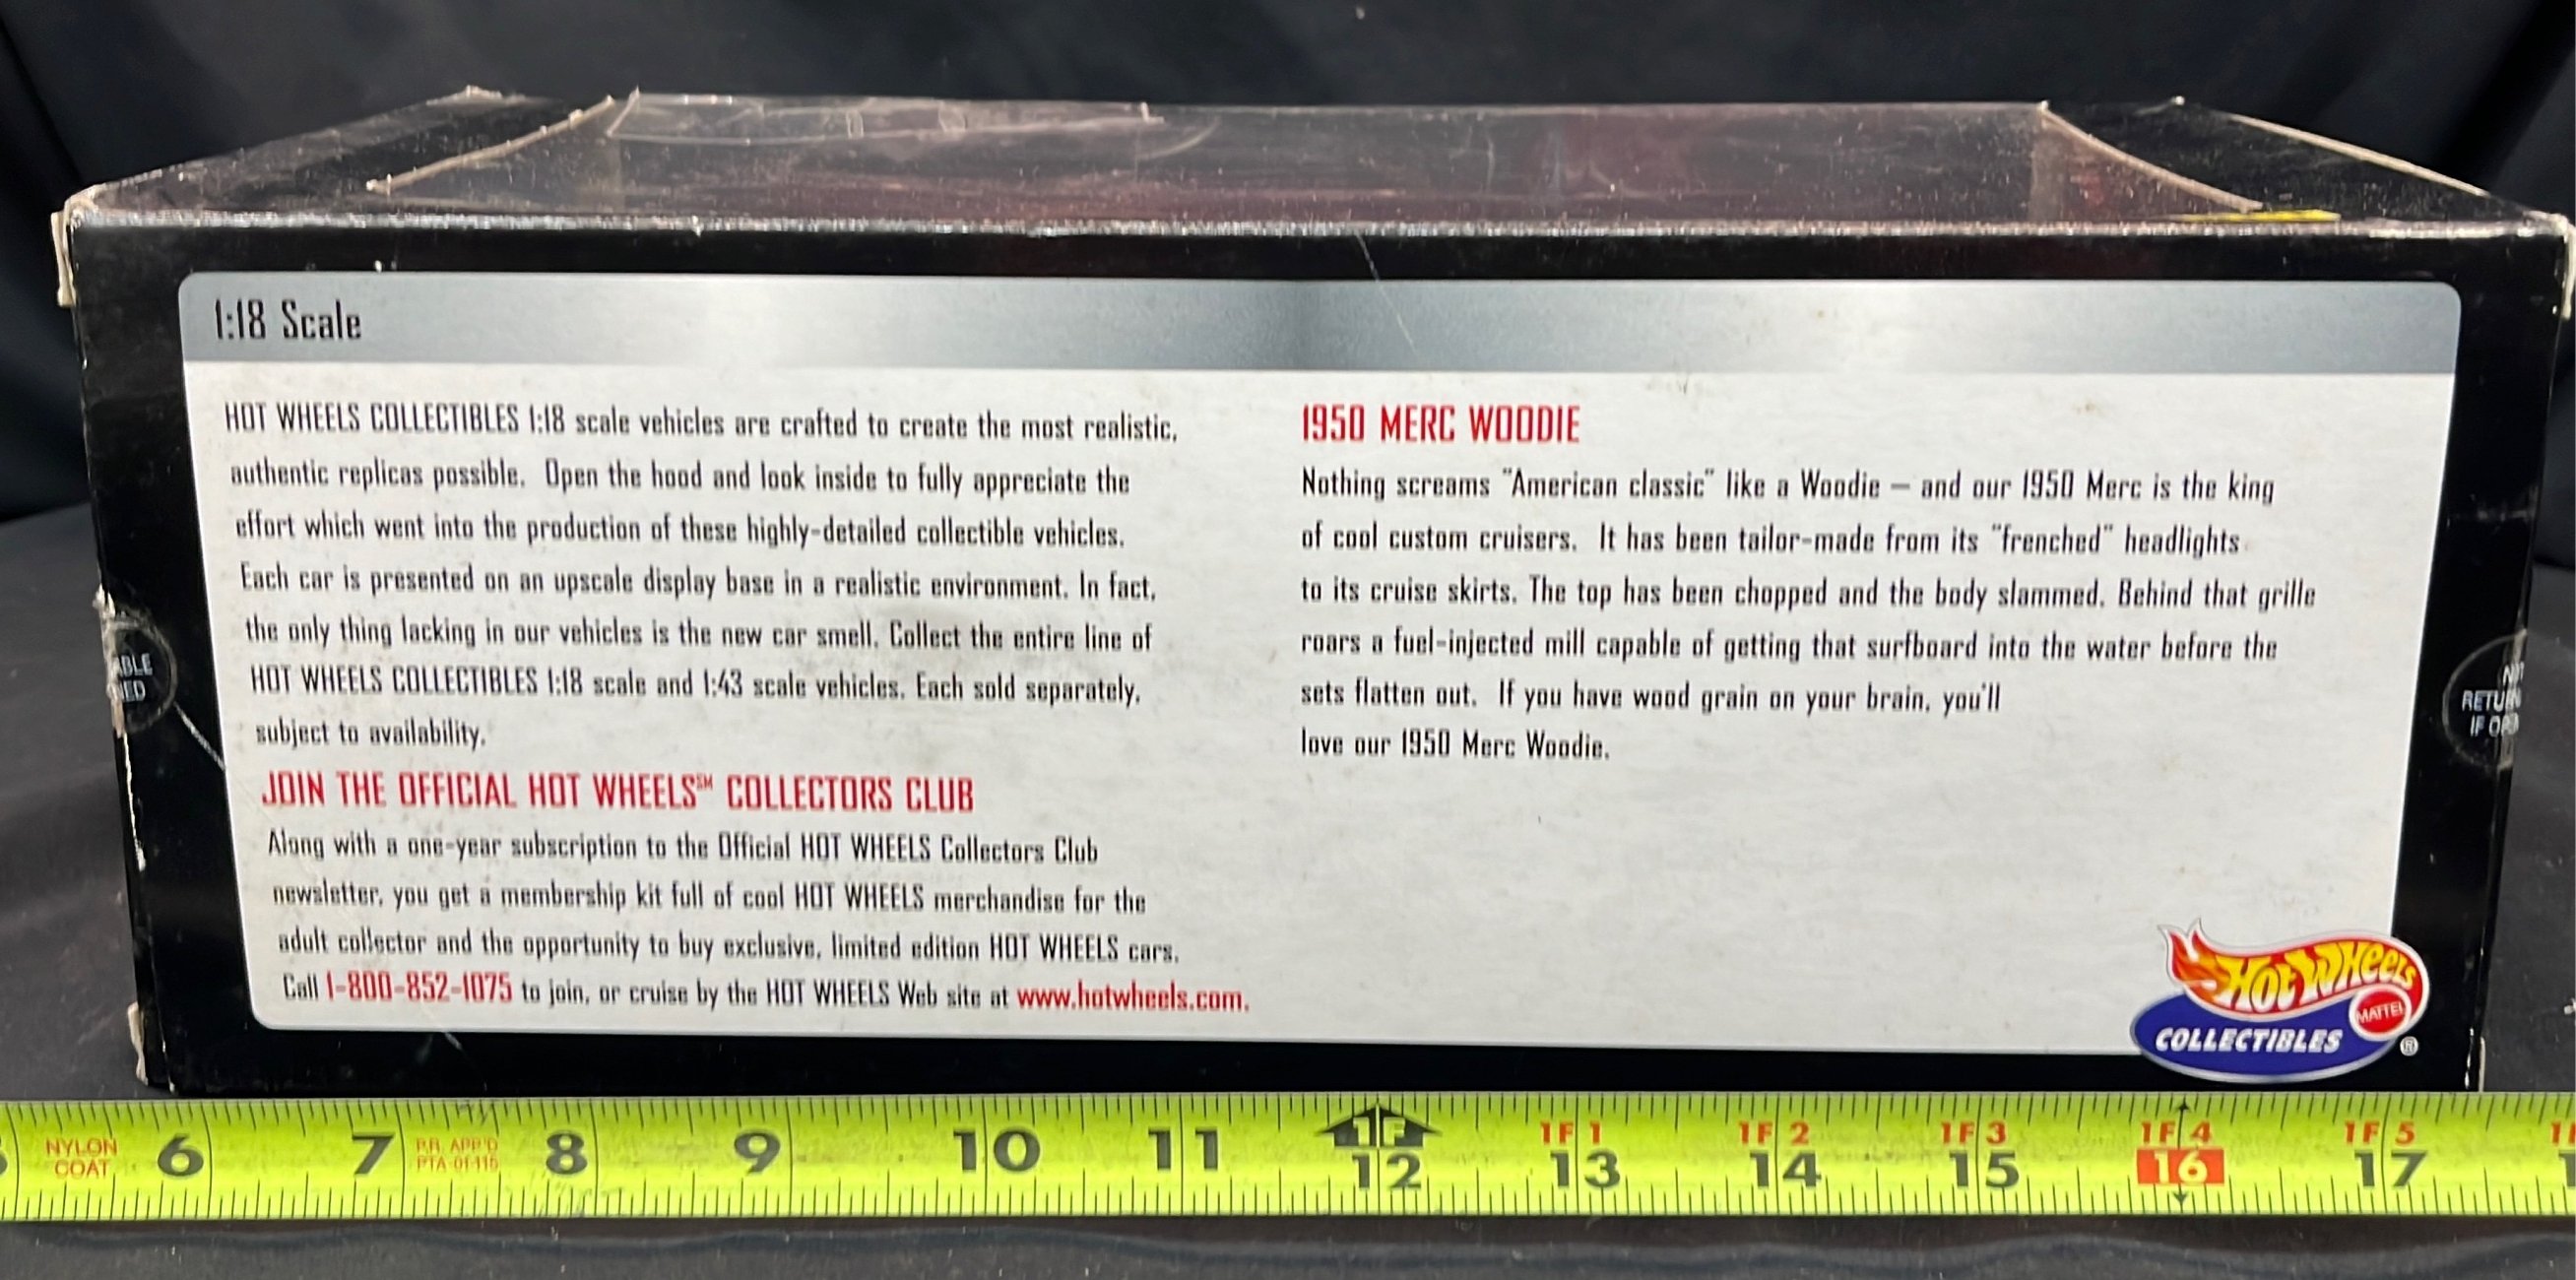 1:18 Scale
HOT WHEELS COLLECTIBLES 1:18 scale vehicles are crafted to create the most realistic,
authentic replicas possible. Open the hood and look inside to fully appreciate the
effort which went into the production of these highly-detailed collectible vehicles.
Each car is presented on an upscale display base in a realistic environment. In fact,
the only thing lacking in our vehicles is the new car smell. Collect the entire line of
HOT WHEELS COLLECTIBLES 1:18 scale and 1:43 scale vehicles. Each sold separately,
subject to availability.
JOIN THE OFFICIAL HOT WHEELS℠ COLLECTORS CLUB
Along with a one-year subscription to the Official HOT WHEELS Collectors Club
newsletter, you get a membership kit full of cool HOT WHEELS merchandise for the
adult collector and the opportunity to buy exclusive, limited edition HOT WHEELS cars.
Call 1-800-852-1075 to join, or cruise by the HOT WHEELS Web site at www.hotwheels.com.
1950 MERC WOODIE
Nothing screams "American classic" like a Woodie — and our 1950 Merc is the king
of cool custom cruisers. It has been tailor-made from its "frenched" headlights
to its cruise skirts. The top has been chopped and the body slammed. Behind that grille
roars a fuel-injected mill capable of getting that surfboard into the water before the
sets flatten out. If you have wood grain on your brain, you'll
love our 1950 Merc Woodie.
Hot Wheels
MATTEL
COLLECTIBLES ®
ABLE
RETURN
IF
NYLON
COAT
6 7
P.R. APP'D
PTA-01-115
8 9 10 11
1F
12
1F 1
13
1F 2
14
1F 3
15
1F 4
16
1F 5
17